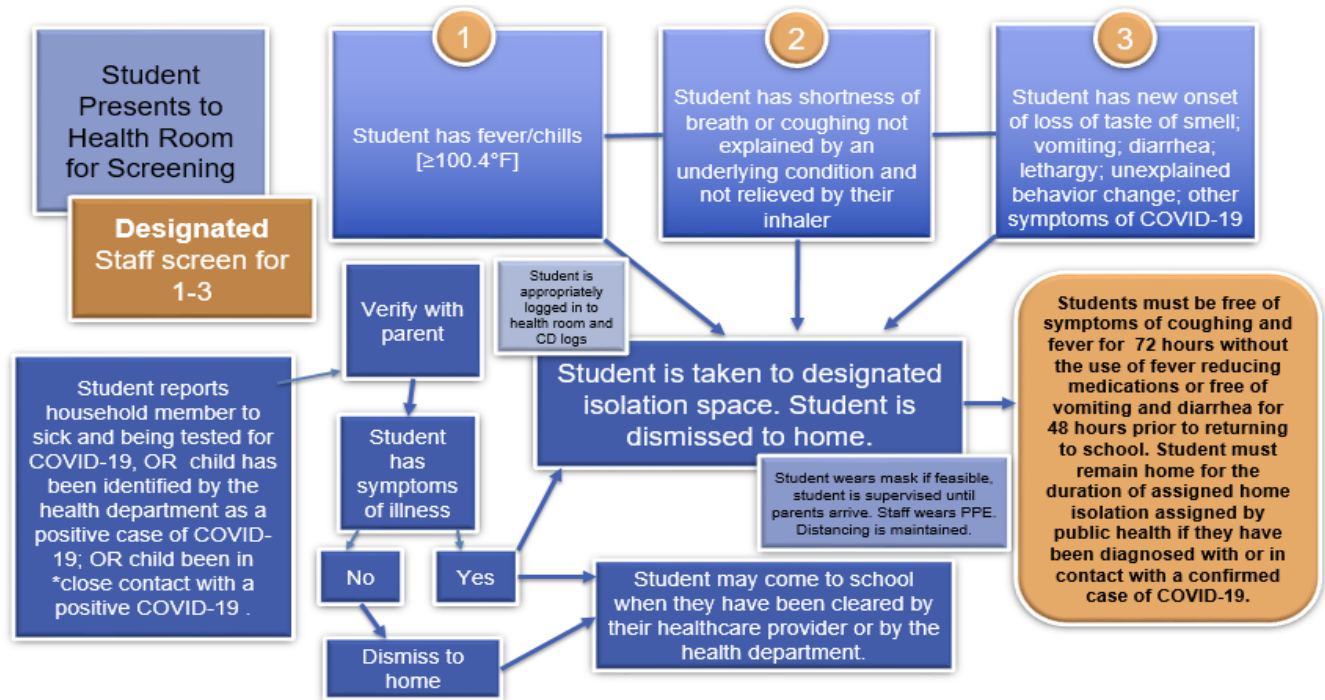 Student
Presents to
Health Room
for Screening
Designated
Staff screen for
1-3
1
Student has fever/chills
[≥100.4°F]
2
Student has shortness of
breath or coughing not
explained by an
underlying condition and
not relieved by their
inhaler
3
Student has new onset
of loss of taste of smell;
vomiting; diarrhea;
lethargy; unexplained
behavior change; other
symptoms of COVID-19
Student reports
household member to
sick and being tested for
COVID-19, OR child has
been identified by the
health department as a
positive case of COVID-
19; OR child been in
*close contact with a
positive COVID-19 .
Verify with
parent
Student
has
symptoms
of illness
No
Yes
Dismiss to
home
Student is
appropriately
logged in to
health room and
CD logs
Student is taken to designated
isolation space. Student is
dismissed to home.
Student wears mask if feasible,
student is supervised until
parents arrive. Staff wears PPE.
Distancing is maintained.
Student may come to school
when they have been cleared by
their healthcare provider or by the
health department.
Students must be free of
symptoms of coughing and
fever for 72 hours without
the use of fever reducing
medications or free of
vomiting and diarrhea for
48 hours prior to returning
to school. Student must
remain home for the
duration of assigned home
isolation assigned by
public health if they have
been diagnosed with or in
contact with a confirmed
case of COVID-19.